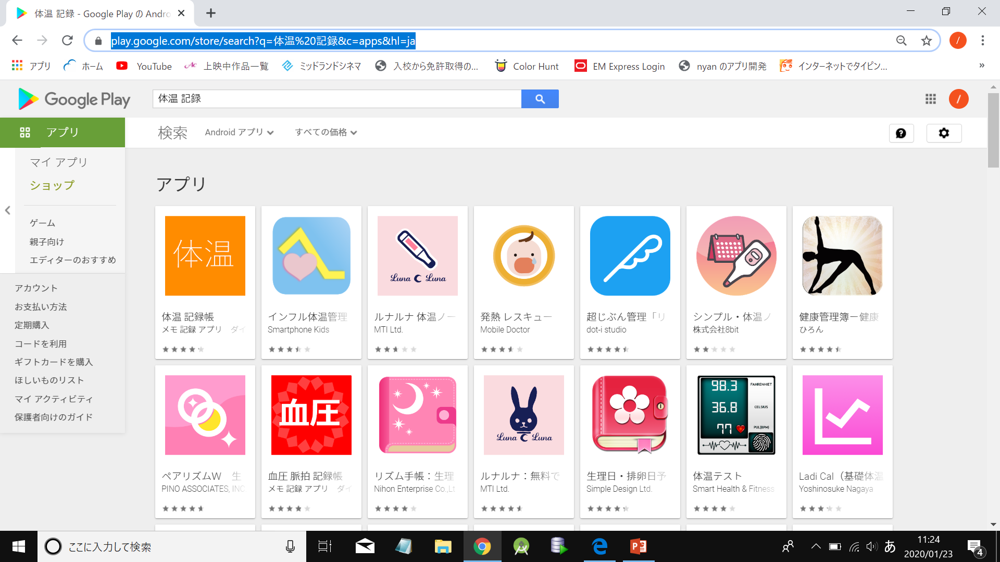 体温 記録 - Google Play の Andro
play.google.com/store/search?q=体温%20記録&c=apps&hl=ja
アプリ ホーム YouTube 上映中作品一覧 ミッドランドシネマ 入校から免許取得の... Color Hunt EM Express Login nyan のアプリ開発 インターネットでタイピン...
Google Play
体温 記録
アプリ
検索 Android アプリ すべての価格
マイ アプリ
ショップ
ゲーム
親子向け
エディターのおすすめ
アカウント
お支払い方法
定期購入
コードを利用
ギフトカードを購入
ほしいものリスト
マイ アクティビティ
保護者向けのガイド
アプリ
体温
体温 記録帳
メモ 記録 アプリ ダイ
インフル体温管理
Smartphone Kids
Luna Luna
ルナルナ 体温ノー
MTI Ltd.
発熱 レスキュー
Mobile Doctor
超じぶん管理「リ
dot-i studio
シンプル・体温ノ
株式会社8bit
健康管理簿－健康
ひろん
ペアリズムW 生
PINO ASSOCIATES, INC
血圧
血圧 脈拍 記録帳
メモ 記録 アプリ ダイ
リズム手帳：生理
Nihon Enterprise Co.,Lt
Luna Luna
ルナルナ：無料で
MTI Ltd.
生理日・排卵日予
Simple Design Ltd.
98.3 FAHRENHIET
36.8 CELSIUS
77 PUL(BPM)
体温テスト
Smart Health & Fitness
Ladi Cal（基礎体温
Yoshinosuke Nagaya
ここに入力して検索
あ
11:24
2020/01/23
4